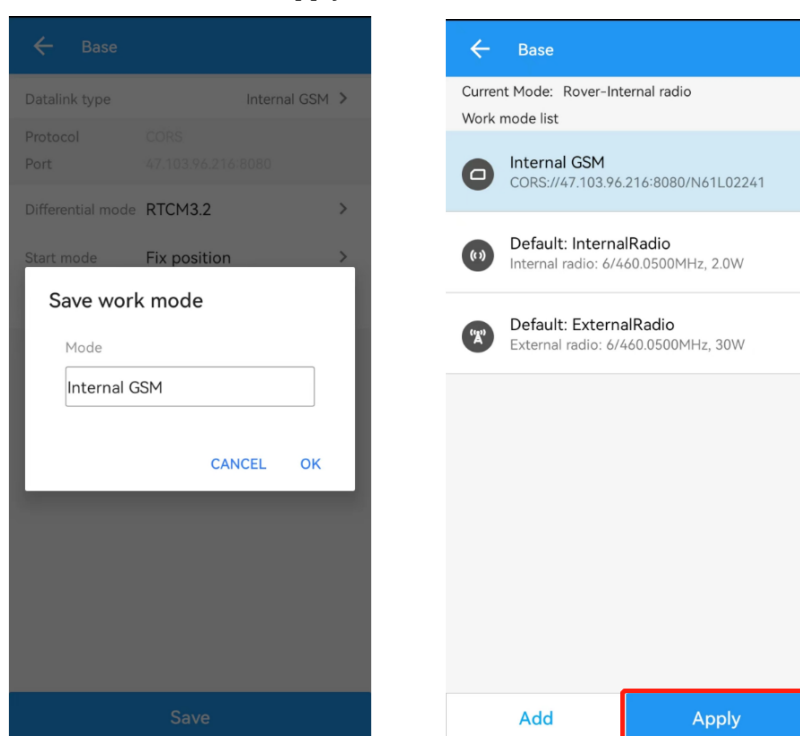 Base
Datalink type Internal GSM
Protocol CORS
Port 47.103.96.216:8080
Differential mode RTCM3.2
Start mode Fix position
Save work mode
Mode
Internal GSM
CANCEL OK
Save
Base
Current Mode: Rover-Internal radio
Work mode list
Internal GSM
CORS://47.103.96.216:8080/N61L02241
Default: InternalRadio
Internal radio: 6/460.0500MHz, 2.0W
Default: ExternalRadio
External radio: 6/460.0500MHz, 30W
Add Apply